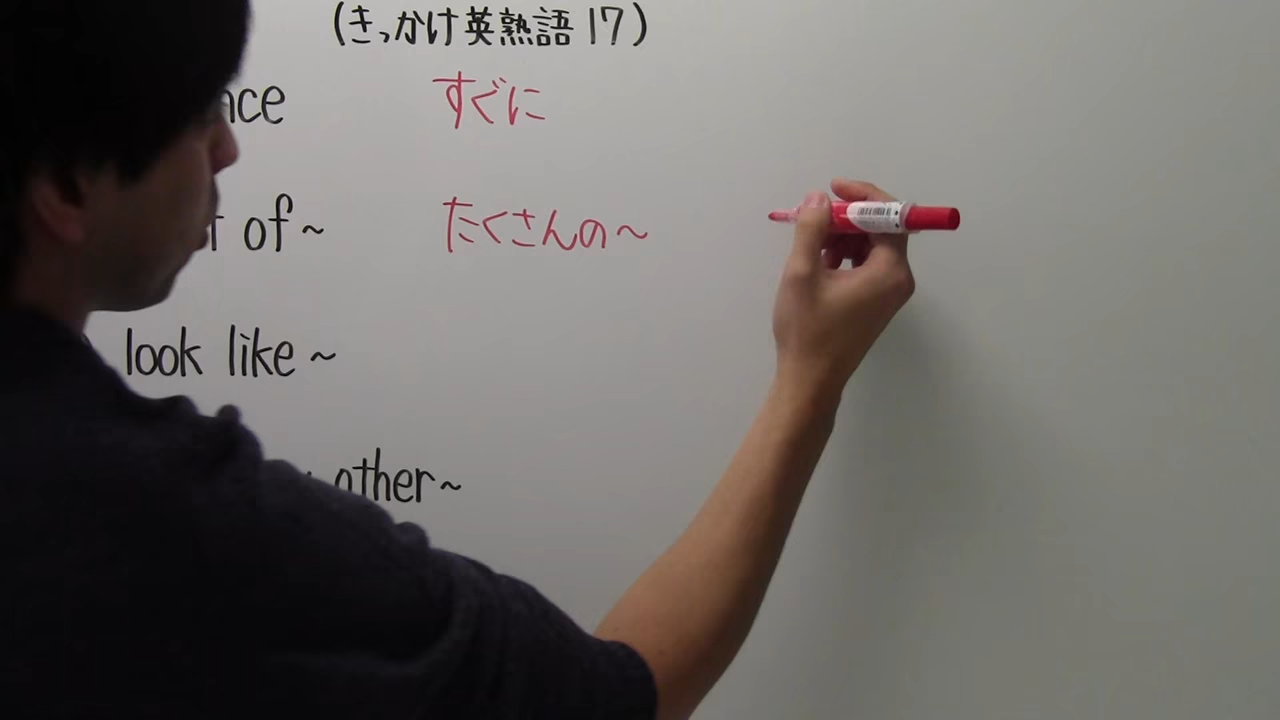 (きっかけ英熟語17)
nce すぐに
of~ たくさんの~
look like ~
other~